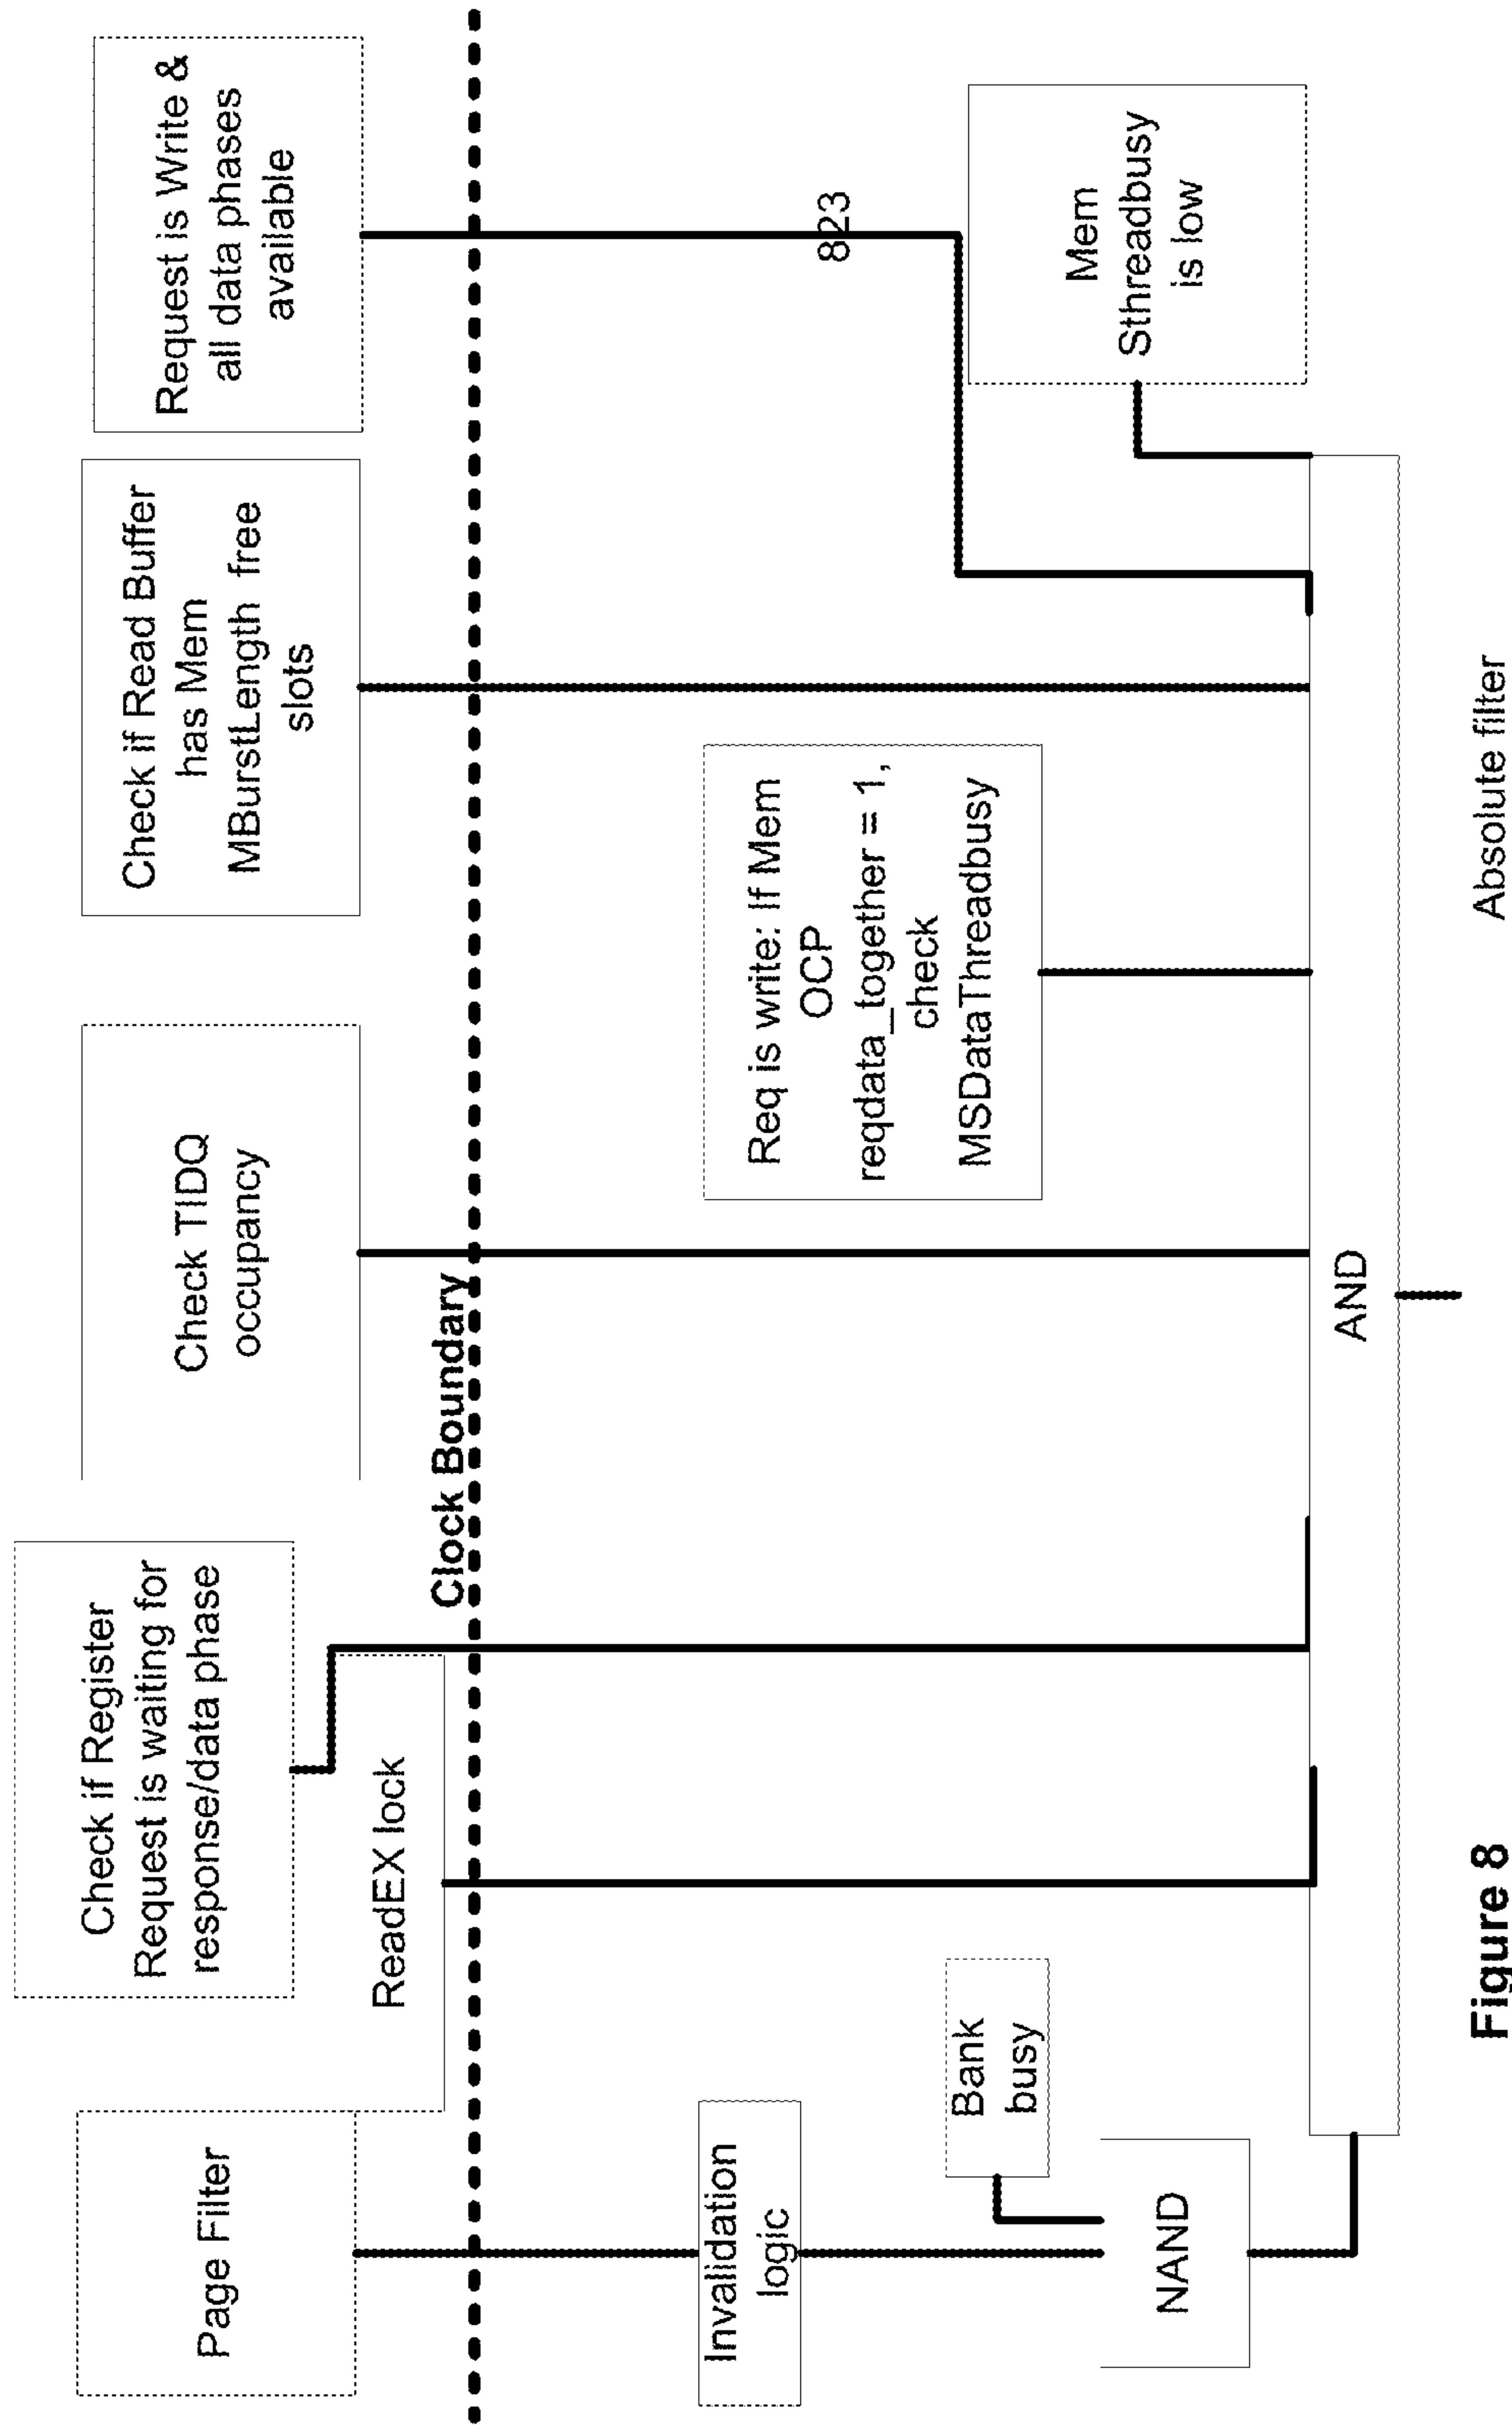 Page Filter
Check if Register
Request is waiting for
response/data phase
ReadEX lock
Check TIDQ
occupancy
Check if Read Buffer
has Mem
MBurstLength free
slots
Request is Write &
all data phases
available
Clock Boundary
Invalidation
logic
Bank
busy
NAND
Req is write: If Mem
OCP
reqdata_together = 1,
check
MSDataThreadbusy
823
Mem
Sthreadbusy
is low
AND
Absolute filter
Figure 8